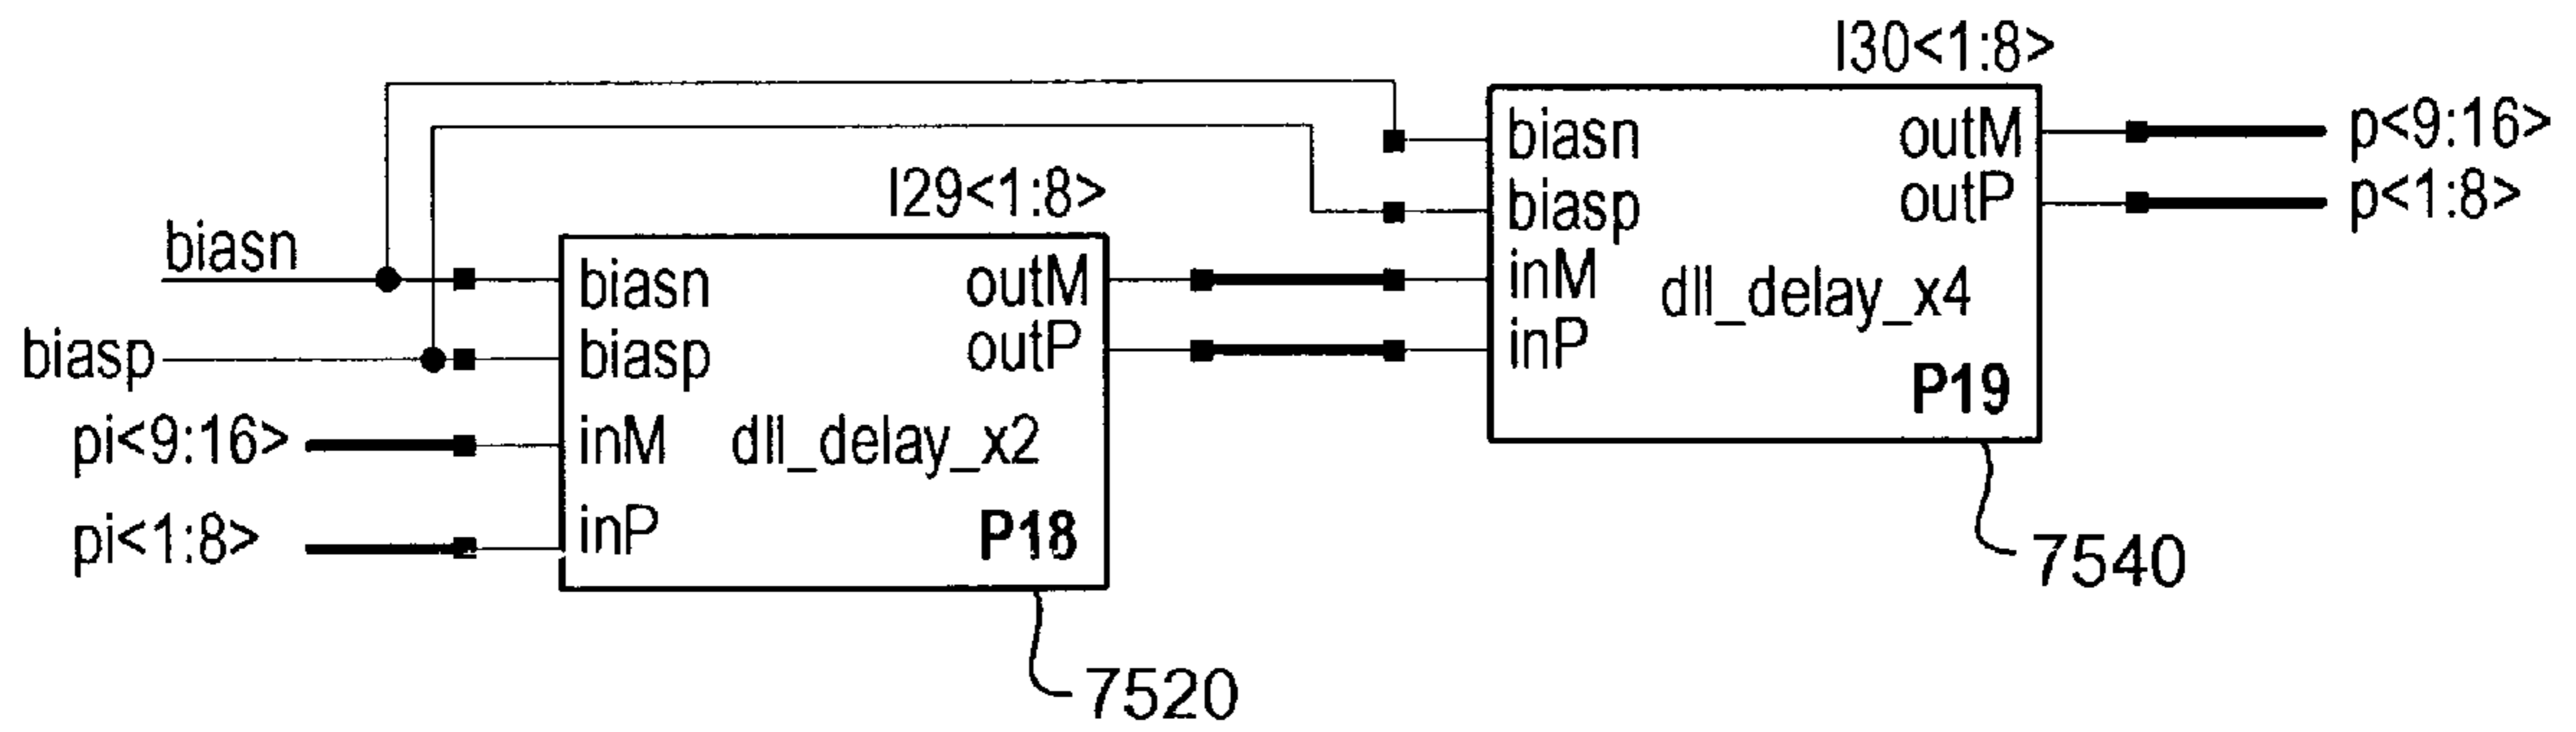 I30<1:8>
biasn outM p<9:16>
biasp outP p<1:8>
inM dll_delay_x4
inP
P19
7540
I29<1:8>
biasn biasn outM
biasp biasp outP
pi<9:16> inM dll_delay_x2
pi<1:8> inP P18
7520